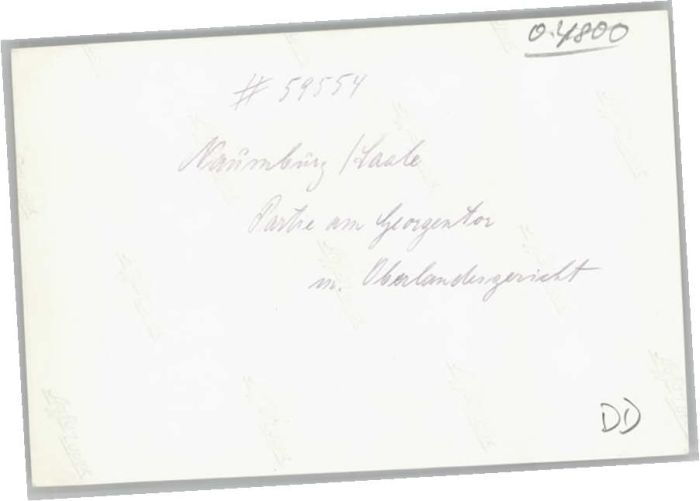 0.4800
# 59554
Naumburg /Saale
Partie am Georgentor
m. Oberlandesgericht
DD